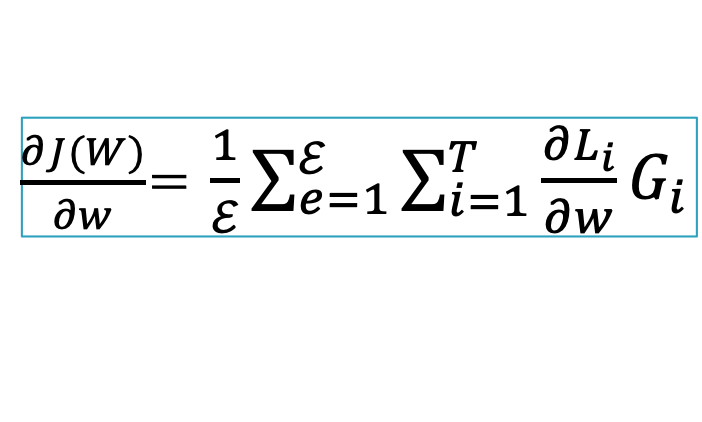 ∂J(W)/∂w = 1/ℰ ∑_{e=1}^{ℰ} ∑_{i=1}^{T} ∂L_i/∂w G_i